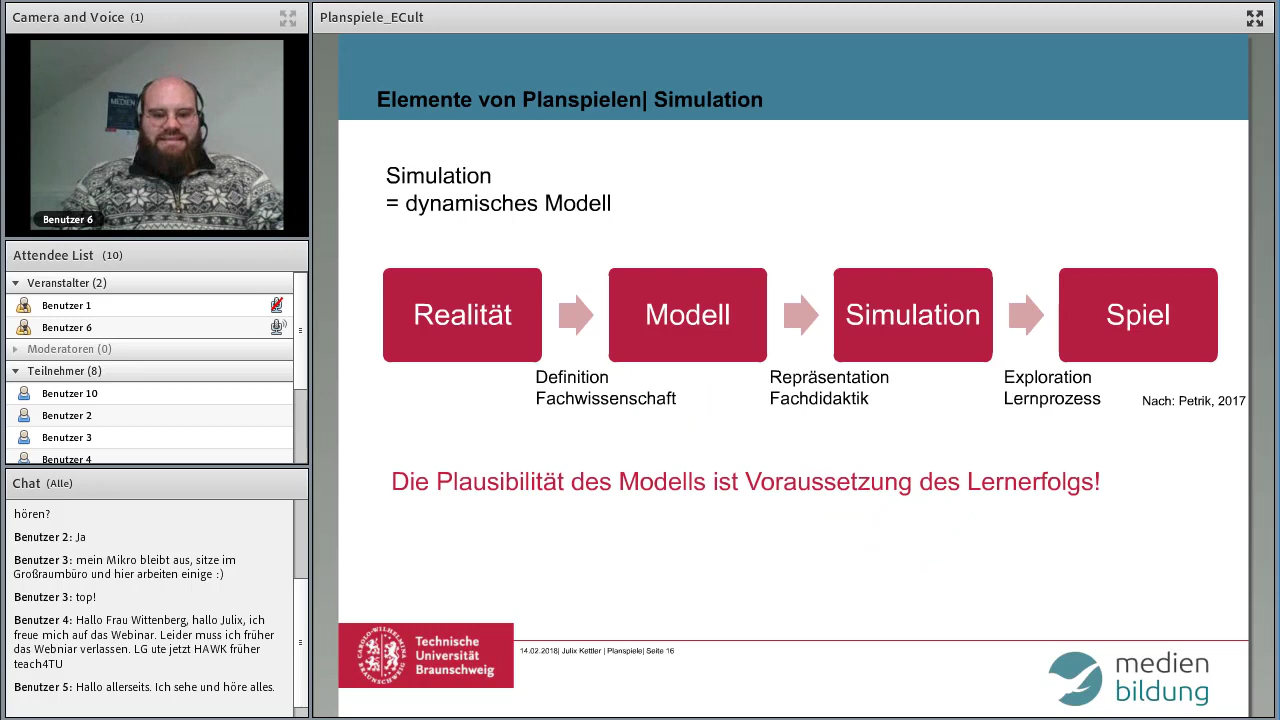 Camera and Voice (1)
MEDIEN
Benutzer 6
Attendee List (10)
Veranstalter (2)
Benutzer 1
Benutzer 6
Moderatoren (0)
Teilnehmer (8)
Benutzer 10
Benutzer 2
Benutzer 3
Benutzer 4
Chat (Alle)
hören?
Benutzer 2: Ja
Benutzer 3: mein Mikro bleibt aus, sitze im
Großraumbüro und hier arbeiten einige :)
Benutzer 3: top!
Benutzer 4: Hallo Frau Wittenberg, hallo Julix, ich
freue mich auf das Webinar. Leider muss ich früher
das Webniar verlassen. LG ute jetzt HAWK früher
teach4TU
Benutzer 5: Hallo allerseits. Ich sehe und höre alles.
Planspiele_ECult
Elemente von Planspielen| Simulation
Simulation
= dynamisches Modell
Realität
Modell
Simulation
Spiel
Definition
Fachwissenschaft
Repräsentation
Fachdidaktik
Exploration
Lernprozess
Nach: Petrik, 2017
Die Plausibilität des Modells ist Voraussetzung des Lernerfolgs!
CAROLO-WILHELMINA
BRAUNSCHWEIG
Technische
Universität
Braunschweig
14.02.2018| Julix Kettler | Planspiele| Seite 16
medien
bildung